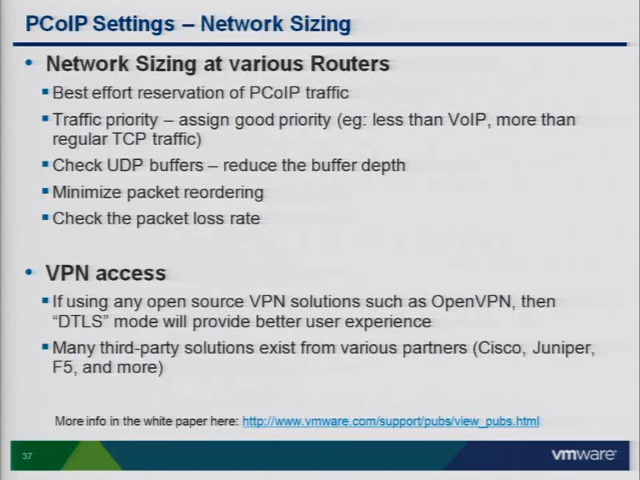 PCoIP Settings – Network Sizing
• Network Sizing at various Routers
▪ Best effort reservation of PCoIP traffic
▪ Traffic priority – assign good priority (eg: less than VoIP, more than
regular TCP traffic)
▪ Check UDP buffers – reduce the buffer depth
▪ Minimize packet reordering
▪ Check the packet loss rate
• VPN access
▪ If using any open source VPN solutions such as OpenVPN, then
“DTLS” mode will provide better user experience
▪ Many third-party solutions exist from various partners (Cisco, Juniper,
F5, and more)
More info in the white paper here: http://www.vmware.com/support/pubs/view_pubs.html
37
vmware